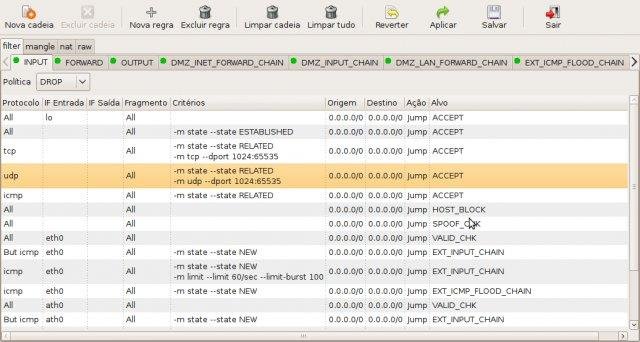 Nova cadeia Excluir cadeia Nova regra Excluir regra Limpar cadeia Limpar tudo Reverter Aplicar Salvar Sair
filter mangle nat raw
INPUT FORWARD OUTPUT DMZ_INET_FORWARD_CHAIN DMZ_INPUT_CHAIN DMZ_LAN_FORWARD_CHAIN EXT_ICMP_FLOOD_CHAIN
Política DROP
Protocolo IF Entrada IF Saída Fragmento Critérios Origem Destino Ação Alvo
All lo All 0.0.0.0/0 0.0.0.0/0 Jump ACCEPT
All All -m state --state ESTABLISHED 0.0.0.0/0 0.0.0.0/0 Jump ACCEPT
tcp All -m state --state RELATED 0.0.0.0/0 0.0.0.0/0 Jump ACCEPT
-m tcp --dport 1024:65535
udp All -m state --state RELATED 0.0.0.0/0 0.0.0.0/0 Jump ACCEPT
-m udp --dport 1024:65535
icmp All -m state --state RELATED 0.0.0.0/0 0.0.0.0/0 Jump ACCEPT
All All 0.0.0.0/0 0.0.0.0/0 Jump HOST_BLOCK
All All 0.0.0.0/0 0.0.0.0/0 Jump SPOOF_CHK
All eth0 All 0.0.0.0/0 0.0.0.0/0 Jump VALID_CHK
But icmp eth0 All -m state --state NEW 0.0.0.0/0 0.0.0.0/0 Jump EXT_INPUT_CHAIN
icmp eth0 All -m state --state NEW 0.0.0.0/0 0.0.0.0/0 Jump EXT_INPUT_CHAIN
-m limit --limit 60/sec --limit-burst 100
icmp eth0 All -m state --state NEW 0.0.0.0/0 0.0.0.0/0 Jump EXT_ICMP_FLOOD_CHAIN
All ath0 All 0.0.0.0/0 0.0.0.0/0 Jump VALID_CHK
But icmp ath0 All -m state --state NEW 0.0.0.0/0 0.0.0.0/0 Jump EXT_INPUT_CHAIN